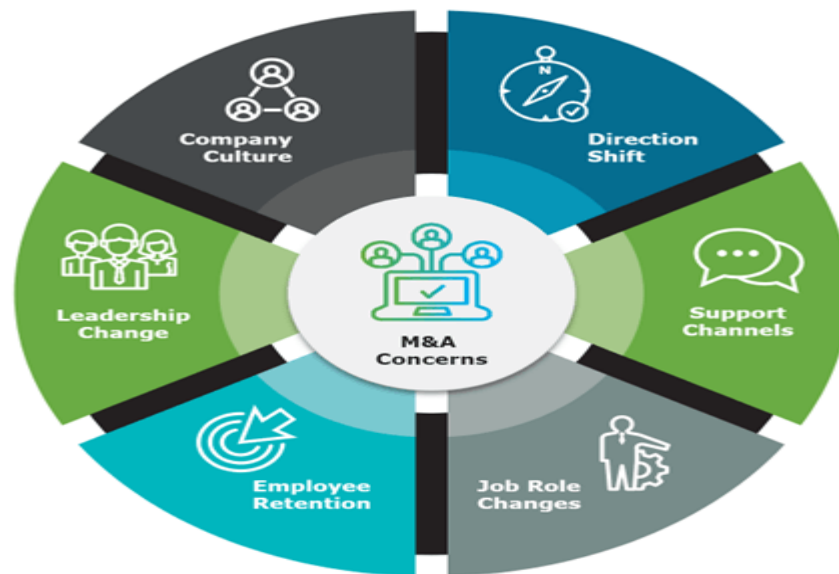 Company
Culture
N
Direction
Shift
Leadership
Change
M&A
Concerns
Support
Channels
Employee
Retention
Job Role
Changes